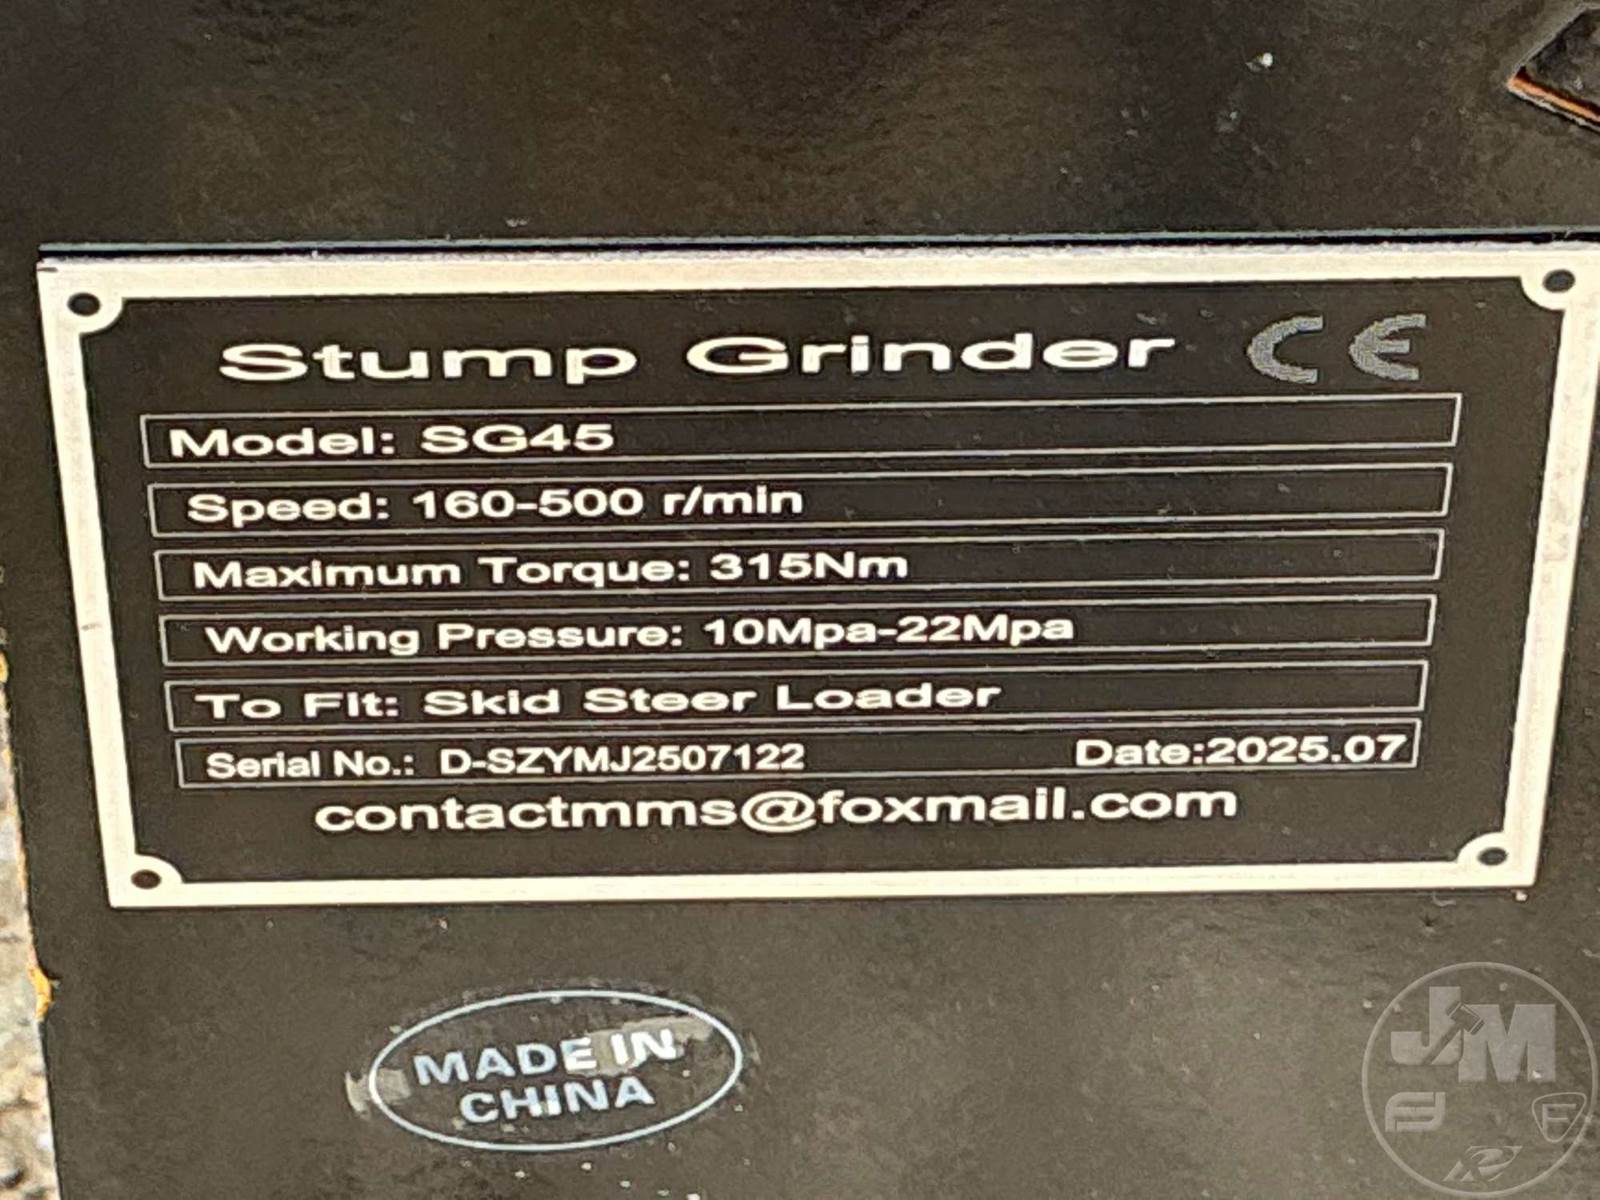 Stump Grinder CE
Model: SG45
Speed: 160-500 r/min
Maximum Torque: 315Nm
Working Pressure: 10Mpa-22Mpa
To Fit: Skid Steer Loader
Serial No.: D-SZYMJ2507122 Date:2025.07
contactmms@foxmail.com
MADE IN
CHINA
JM